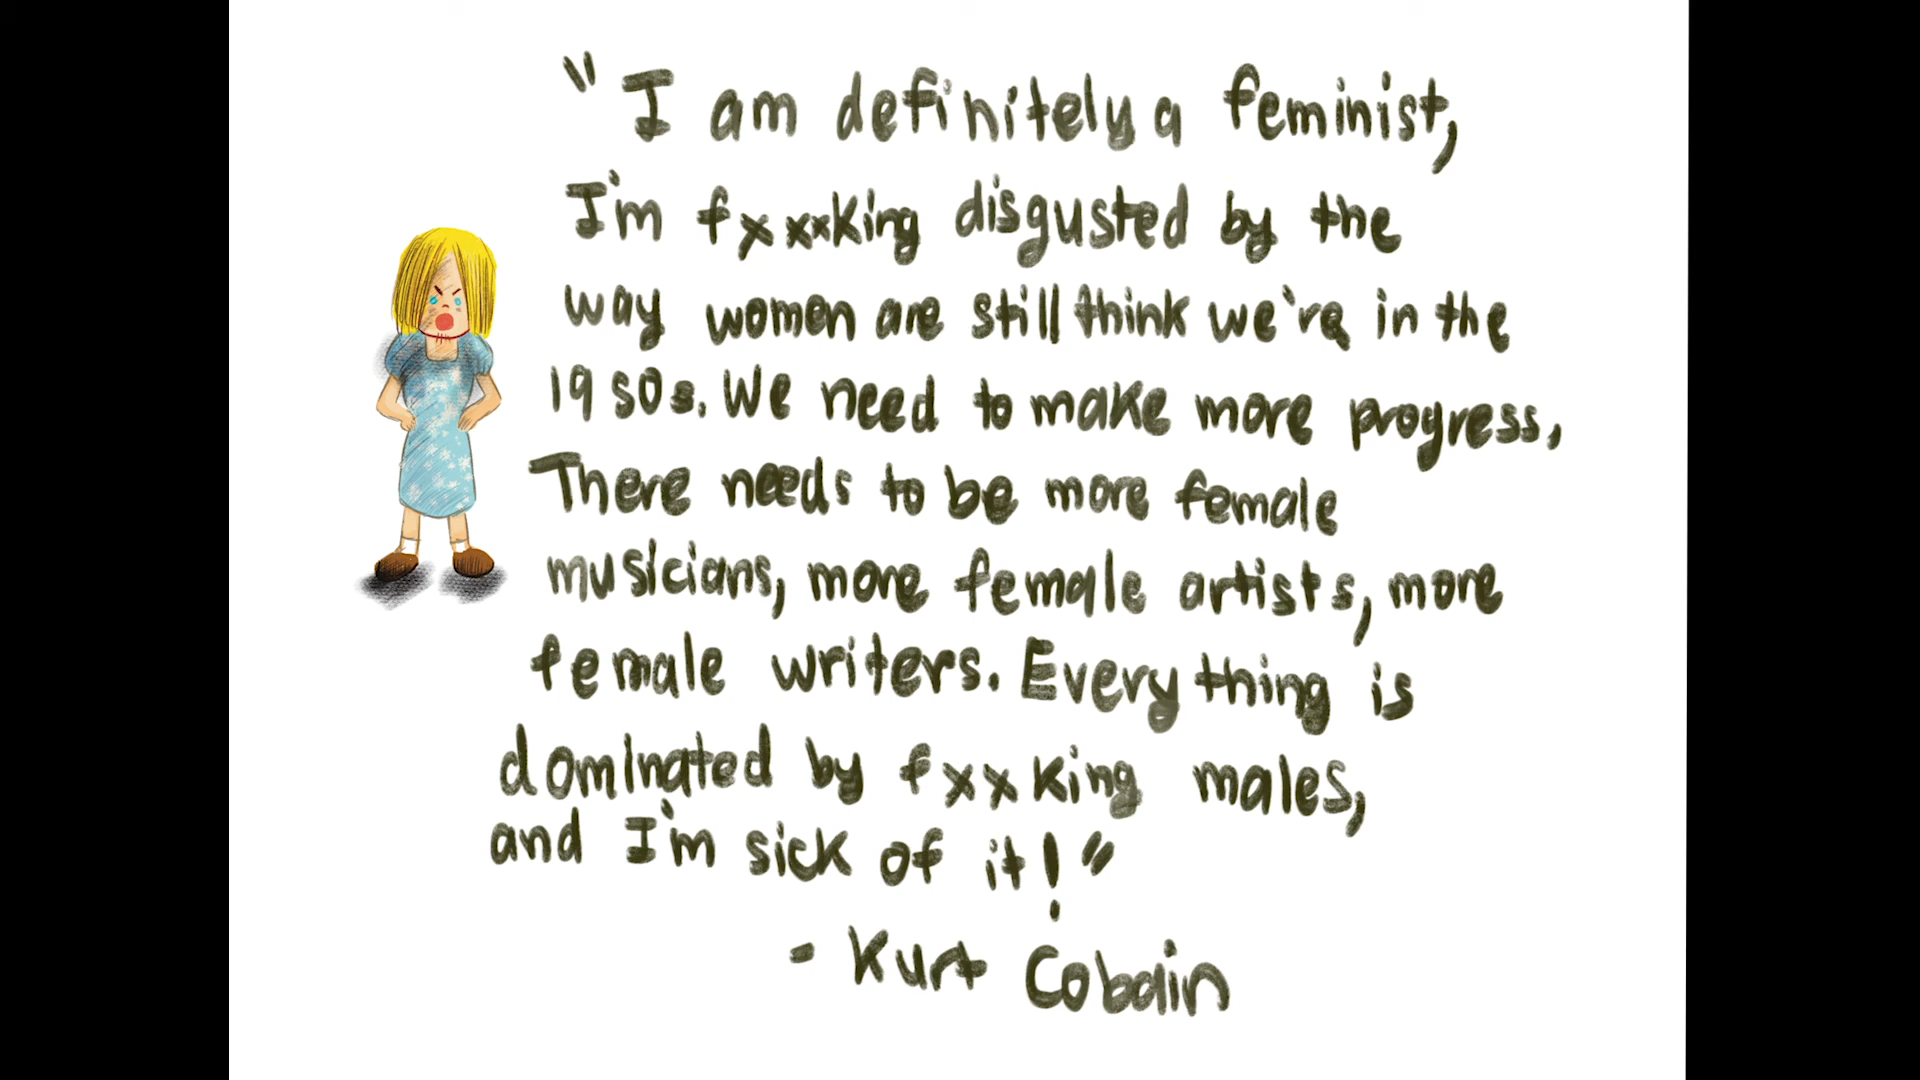 "I am definitely a feminist,
I'm fxxxxking disgusted by the
way women are still think we're in the
1950s. We need to make more progress,
There needs to be more female
musicians, more female artists, more
female writers. Everything is
dominated by fxxking males,
and I'm sick of it!"
- Kurt Cobain